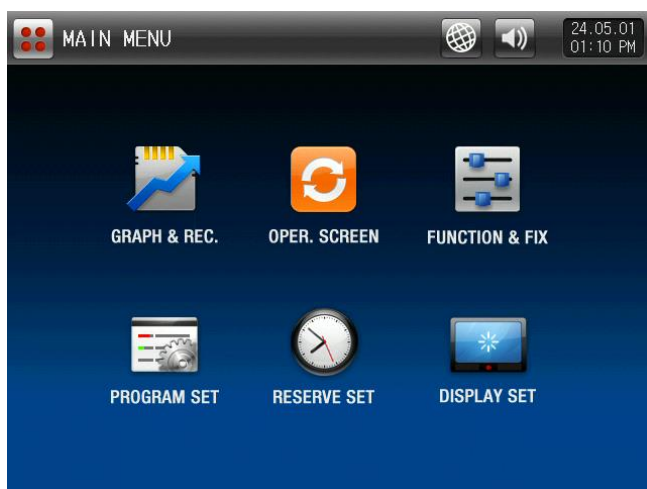 MAIN MENU
24.05.01
01:10 PM
GRAPH & REC.
OPER. SCREEN
FUNCTION & FIX
PROGRAM SET
RESERVE SET
DISPLAY SET